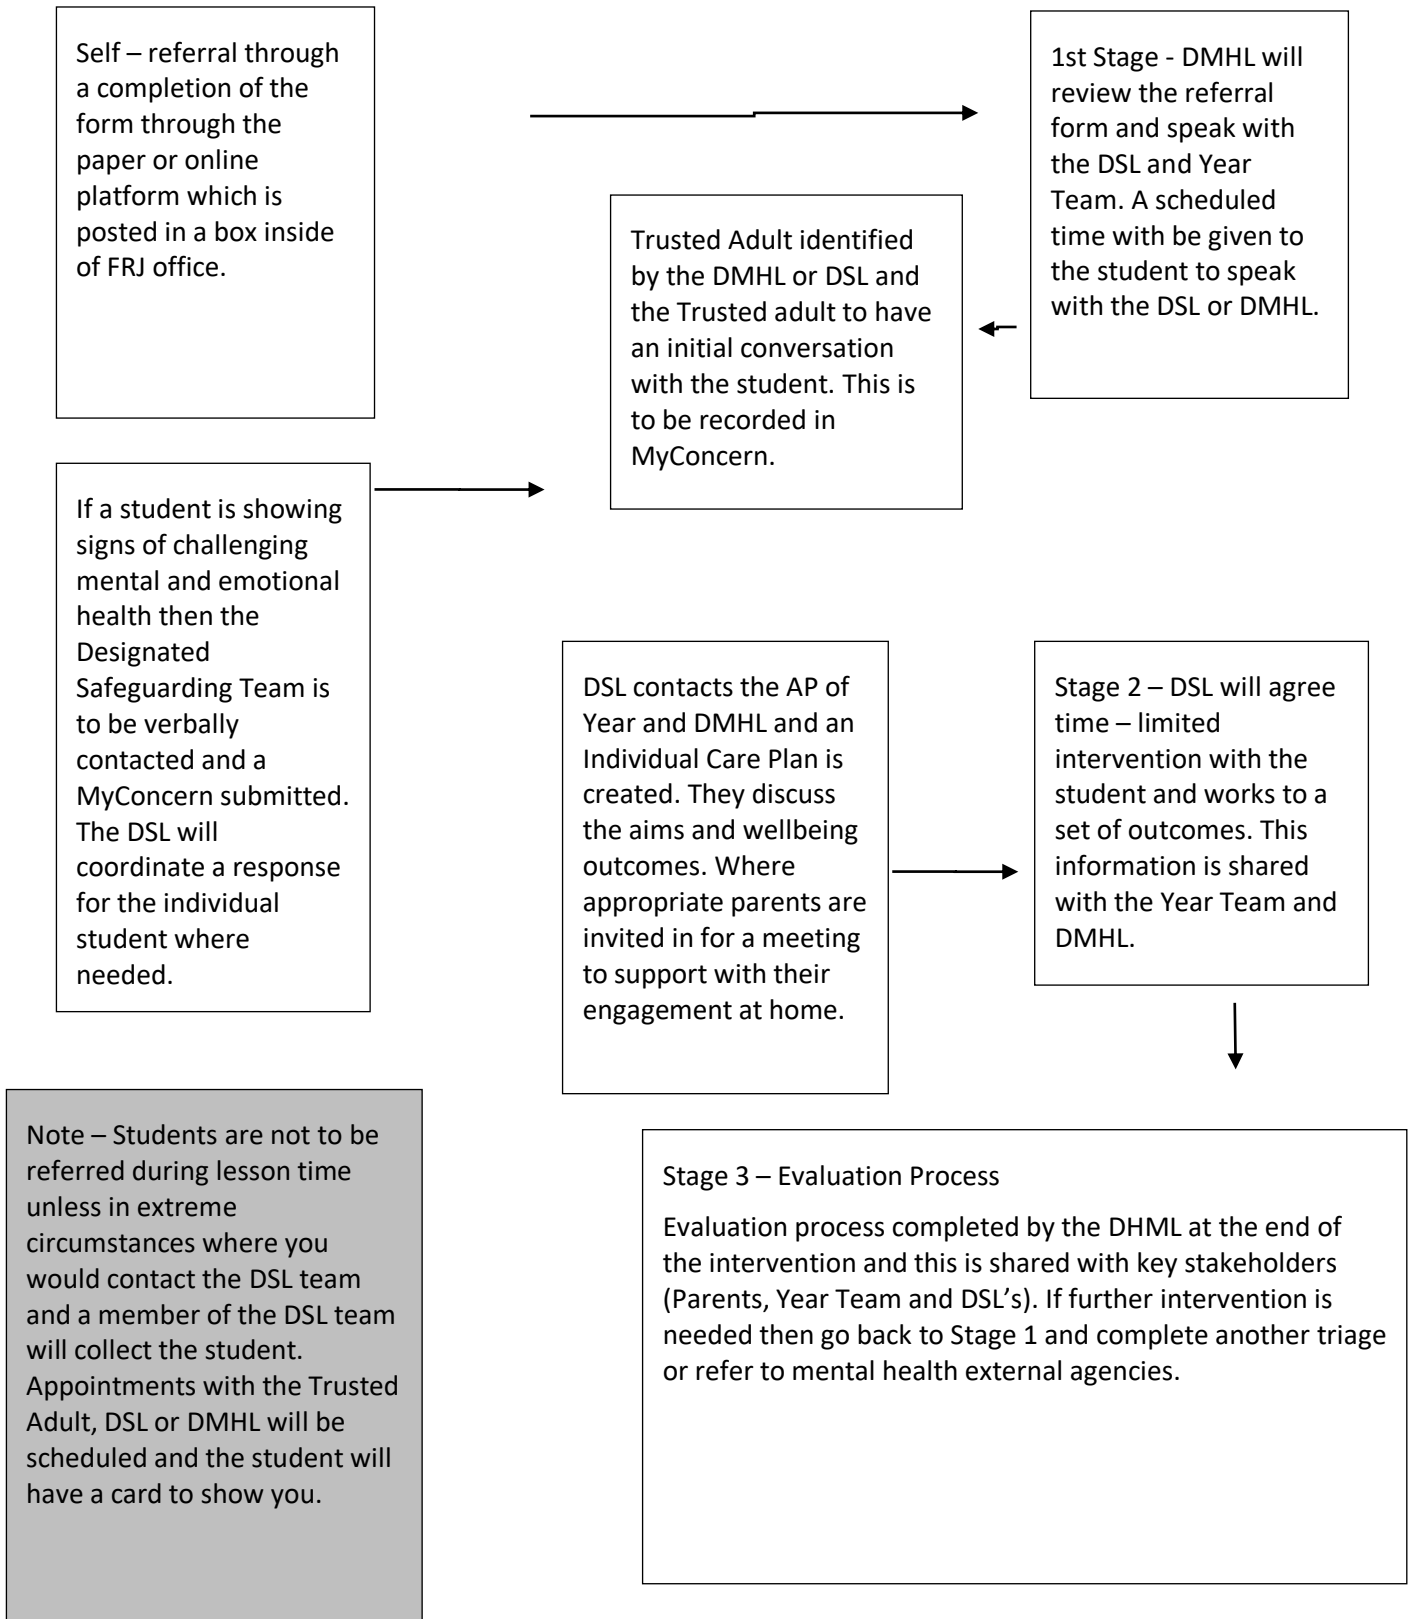 Self – referral through
a completion of the
form through the
paper or online
platform which is
posted in a box inside
of FRJ office.
1st Stage - DMHL will
review the referral
form and speak with
the DSL and Year
Team. A scheduled
time with be given to
the student to speak
with the DSL or DMHL.
Trusted Adult identified
by the DMHL or DSL and
the Trusted adult to have
an initial conversation
with the student. This is
to be recorded in
MyConcern.
If a student is showing
signs of challenging
mental and emotional
health then the
Designated
Safeguarding Team is
to be verbally
contacted and a
MyConcern submitted.
The DSL will
coordinate a response
for the individual
student where
needed.
DSL contacts the AP of
Year and DMHL and an
Individual Care Plan is
created. They discuss
the aims and wellbeing
outcomes. Where
appropriate parents are
invited in for a meeting
to support with their
engagement at home.
Stage 2 – DSL will agree
time – limited
intervention with the
student and works to a
set of outcomes. This
information is shared
with the Year Team and
DMHL.
Note – Students are not to be
referred during lesson time
unless in extreme
circumstances where you
would contact the DSL team
and a member of the DSL team
will collect the student.
Appointments with the Trusted
Adult, DSL or DMHL will be
scheduled and the student will
have a card to show you.
Stage 3 – Evaluation Process
Evaluation process completed by the DHML at the end of
the intervention and this is shared with key stakeholders
(Parents, Year Team and DSL’s). If further intervention is
needed then go back to Stage 1 and complete another triage
or refer to mental health external agencies.